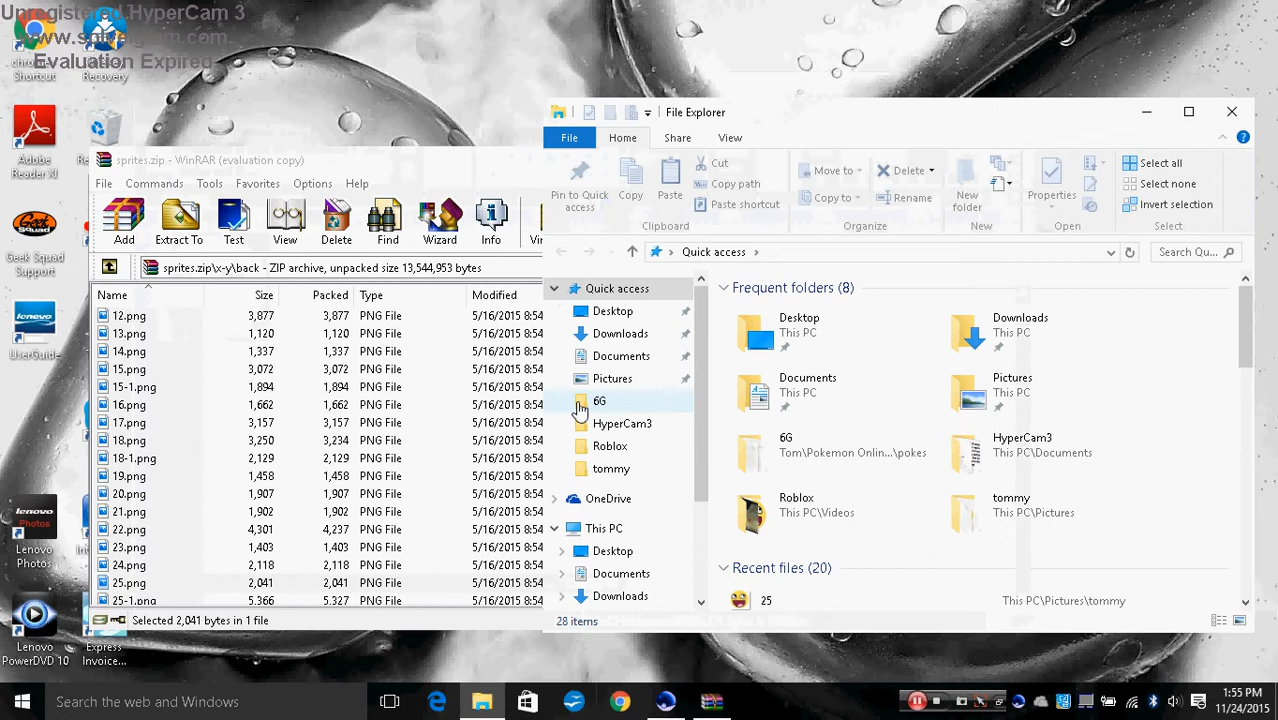 Unregistered HyperCam 3
Evaluation Expired
Shortcut
Recovery
Adobe
Reader XI
Geek Squad
Support
lenovo
UserGuide
lenovo
Photos
Lenovo
Photos
Lenovo
PowerDVD 10
Express
Invoice...
sprites.zip - WinRAR (evaluation copy)
File Commands Tools Favorites Options Help
Add Extract To Test View Delete Find Wizard Info
sprites.zip\x-y\back - ZIP archive, unpacked size 13,544,953 bytes
Name Size Packed Type Modified
12.png 3,877 3,877 PNG File 5/16/2015 8:54
13.png 1,120 1,120 PNG File 5/16/2015 8:54
14.png 1,337 1,337 PNG File 5/16/2015 8:54
15.png 3,072 3,072 PNG File 5/16/2015 8:54
15-1.png 1,894 1,894 PNG File 5/16/2015 8:54
16.png 1,662 1,662 PNG File 5/16/2015 8:54
17.png 3,157 3,157 PNG File 5/16/2015 8:54
18.png 3,250 3,234 PNG File 5/16/2015 8:54
18-1.png 2,129 2,129 PNG File 5/16/2015 8:54
19.png 1,458 1,458 PNG File 5/16/2015 8:54
20.png 1,907 1,907 PNG File 5/16/2015 8:54
21.png 1,902 1,902 PNG File 5/16/2015 8:54
22.png 4,301 4,237 PNG File 5/16/2015 8:54
23.png 1,403 1,403 PNG File 5/16/2015 8:54
24.png 2,118 2,118 PNG File 5/16/2015 8:54
25.png 2,041 2,041 PNG File 5/16/2015 8:54
25-1.png 5,366 5,327 PNG File 5/16/2015 8:54
Selected 2,041 bytes in 1 file
File Explorer
File Home Share View
Pin to Quick access
Copy
Paste
Cut
Copy path
Paste shortcut
Move to
Copy to
Delete
Rename
New folder
Properties
Select all
Select none
Invert selection
Clipboard Organize New Open Select
Quick access
Search Qu...
Quick access
Desktop
Downloads
Documents
Pictures
6G
HyperCam3
Roblox
tommy
OneDrive
This PC
Desktop
Documents
Downloads
Frequent folders (8)
Desktop
This PC
Downloads
This PC
Documents
This PC
Pictures
This PC
6G
Tom\Pokemon Onlin...\pokes
HyperCam3
This PC\Documents
Roblox
This PC\Videos
tommy
This PC\Pictures
Recent files (20)
25 This PC\Pictures\tommy
28 items
Search the web and Windows
1:55 PM
11/24/2015